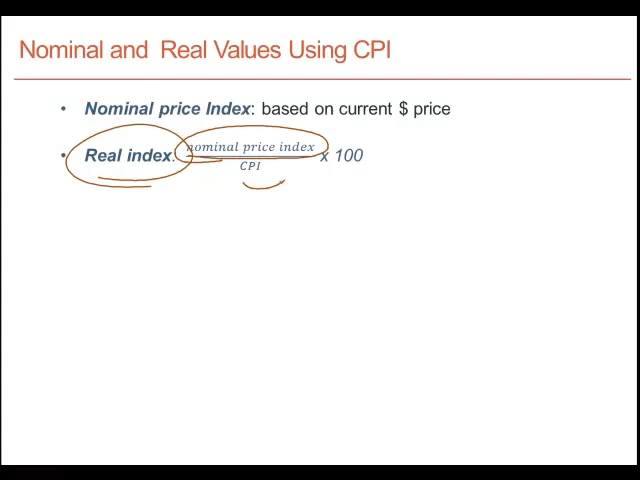 Nominal and Real Values Using CPI
• Nominal price Index: based on current $ price
• Real index: nominal price index / CPI x 100